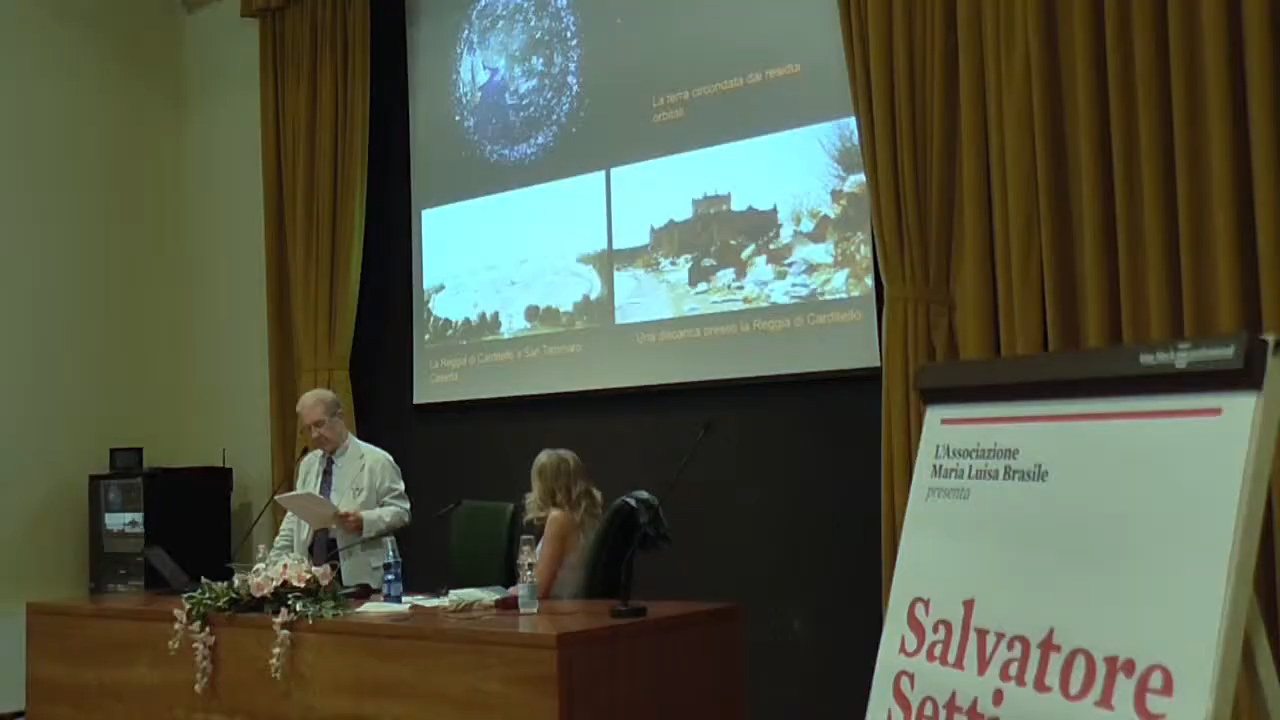 La terra circondata dai residui
orbitali
La Reggia di Carditello a San Tammaro
Caserta
Una discarica presso la Reggia di Carditello
L'Associazione
Maria Luisa Brasile
presenta
Salvatore
Setti